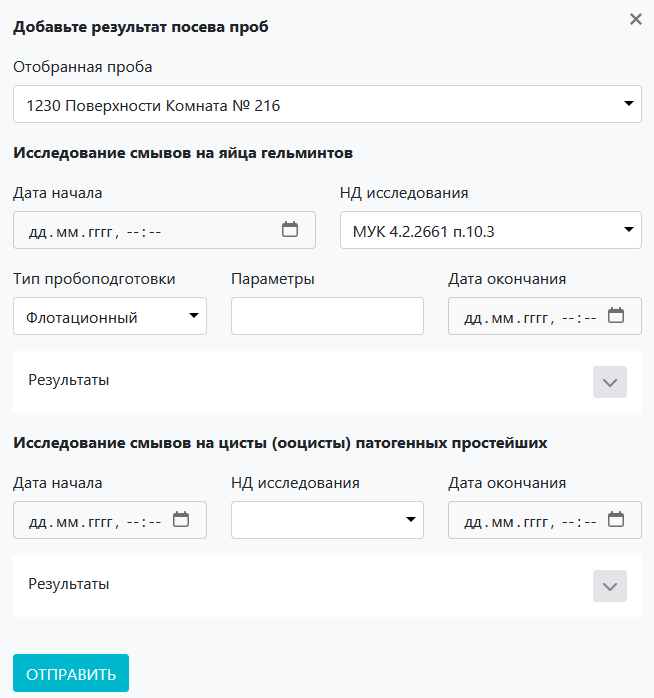 Добавьте результат посева проб
Отобранная проба
1230 Поверхности Комната № 216
Исследование смывов на яйца гельминтов
Дата начала НД исследования
дд.мм.гггг, --:-- МУК 4.2.2661 п.10.3
Тип пробоподготовки Параметры Дата окончания
Флотационный дд.мм.гггг, --:--
Результаты
Исследование смывов на цисты (ооцисты) патогенных простейших
Дата начала НД исследования Дата окончания
дд.мм.гггг, --:-- дд.мм.гггг, --:--
Результаты
ОТПРАВИТЬ